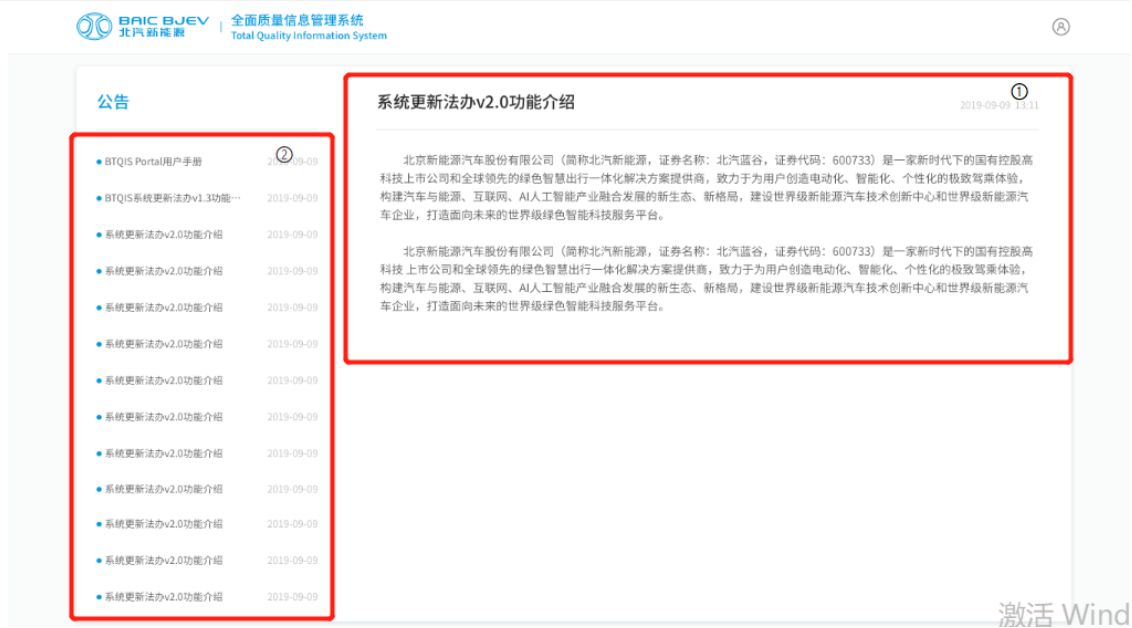 BAIC BJEV
北汽新能源
全面质量信息管理系统
Total Quality Information System
公告
② 
BTQIS Portal用户手册 2019-09-09
BTQIS系统更新法办v1.3功能… 2019-09-09
系统更新法办v2.0功能介绍 2019-09-09
系统更新法办v2.0功能介绍 2019-09-09
系统更新法办v2.0功能介绍 2019-09-09
系统更新法办v2.0功能介绍 2019-09-09
系统更新法办v2.0功能介绍 2019-09-09
系统更新法办v2.0功能介绍 2019-09-09
系统更新法办v2.0功能介绍 2019-09-09
系统更新法办v2.0功能介绍 2019-09-09
系统更新法办v2.0功能介绍 2019-09-09
系统更新法办v2.0功能介绍 2019-09-09
系统更新法办v2.0功能介绍 2019-09-09
①
系统更新法办v2.0功能介绍
2019-09-09 13:11
北京新能源汽车股份有限公司（简称北汽新能源，证券名称：北汽蓝谷，证券代码：600733）是一家新时代下的国有控股高
科技上市公司和全球领先的绿色智慧出行一体化解决方案提供商，致力于为用户创造电动化、智能化、个性化的极致驾乘体验，
构建汽车与能源、互联网、AI人工智能产业融合发展的新生态、新格局，建设世界级新能源汽车技术创新中心和世界级新能源汽
车企业，打造面向未来的世界级绿色智能科技服务平台。
北京新能源汽车股份有限公司（简称北汽新能源，证券名称：北汽蓝谷，证券代码：600733）是一家新时代下的国有控股高
科技 上市公司和全球领先的绿色智慧出行一体化解决方案提供商，致力于为用户创造电动化、智能化、个性化的极致驾乘体验，
构建汽车与能源、互联网、AI人工智能产业融合发展的新生态、新格局，建设世界级新能源汽车技术创新中心和世界级新能源汽
车企业，打造面向未来的世界级绿色智能科技服务平台。
激活 Wind